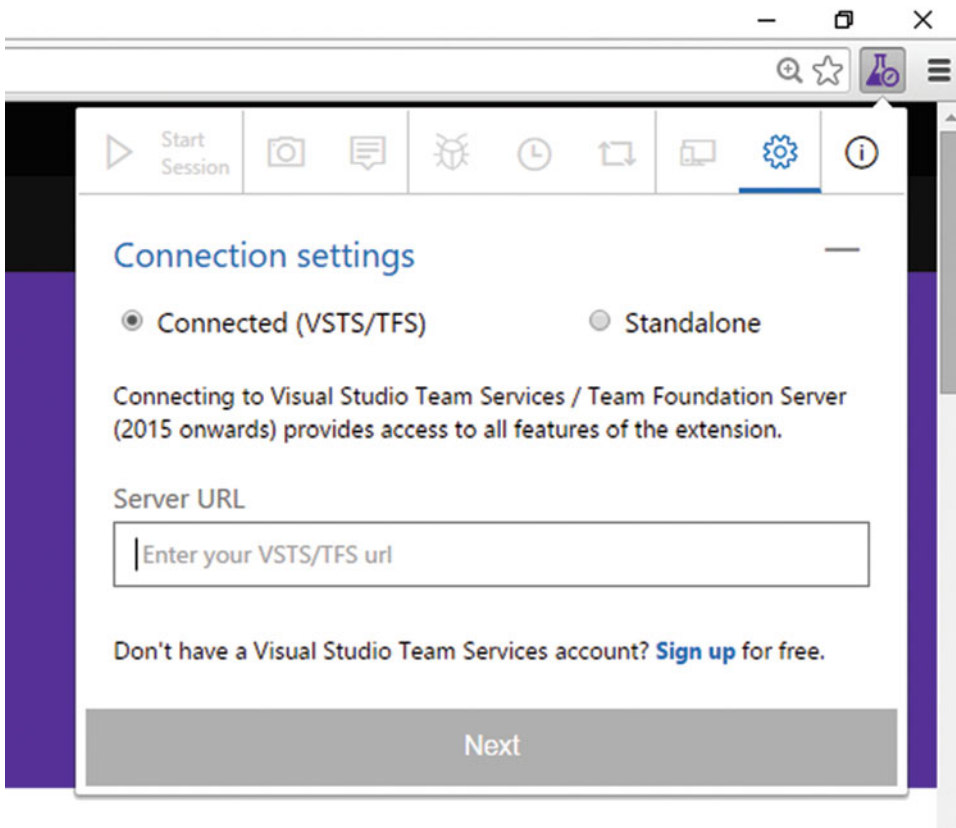 Start
Session
Connection settings
Connected (VSTS/TFS)
Standalone
Connecting to Visual Studio Team Services / Team Foundation Server
(2015 onwards) provides access to all features of the extension.
Server URL
Enter your VSTS/TFS url
Don't have a Visual Studio Team Services account? Sign up for free.
Next